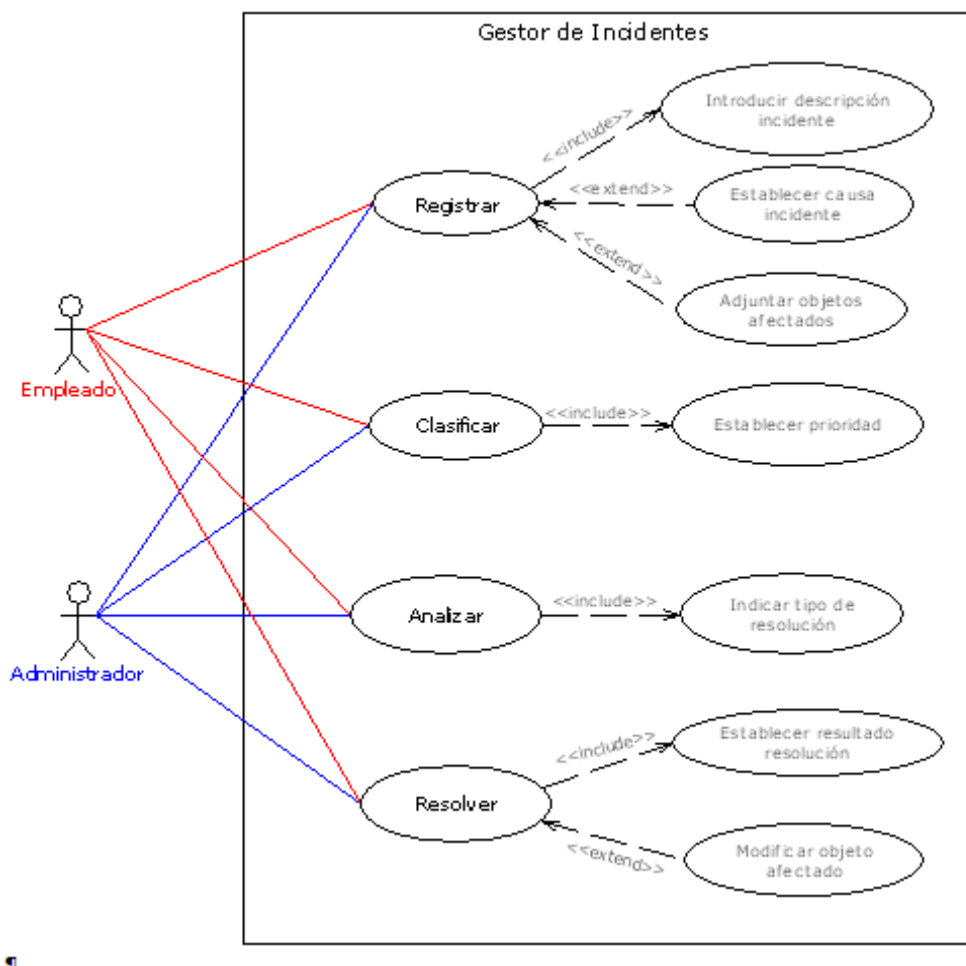 Gestor de Incidentes
Introducir descripción
incidente
<<include>>
<<extend>>
Registrar
Establecer causa
incidente
<<extend>>
Adjuntar objetos
afectados
Empleado
Clasificar
<<include>>
Establecer prioridad
Administrador
Analizar
<<include>>
Indicar tipo de
resolución
Resolver
<<include>>
Establecer resultado
resolución
<<extend>>
Modificar objeto
afectado
¶